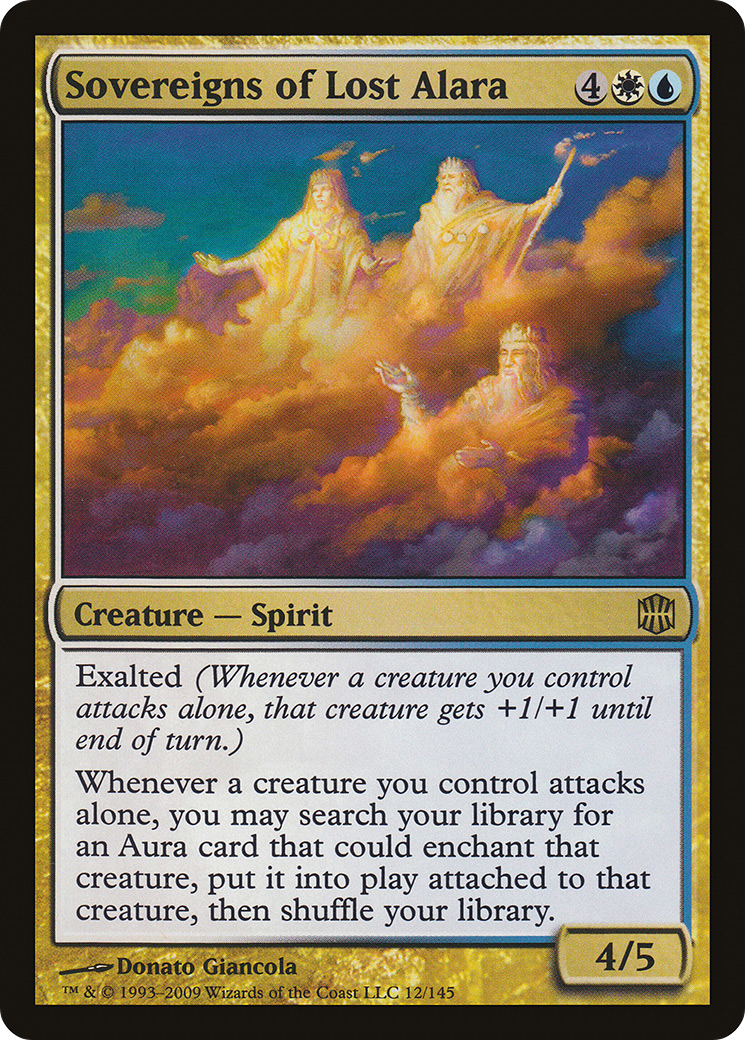 Sovereigns of Lost Alara 4
Creature — Spirit
Exalted (Whenever a creature you control
attacks alone, that creature gets +1/+1 until
end of turn.)
Whenever a creature you control attacks
alone, you may search your library for
an Aura card that could enchant that
creature, put it into play attached to that
creature, then shuffle your library.
4/5
Donato Giancola
™ & © 1993–2009 Wizards of the Coast LLC 12/145